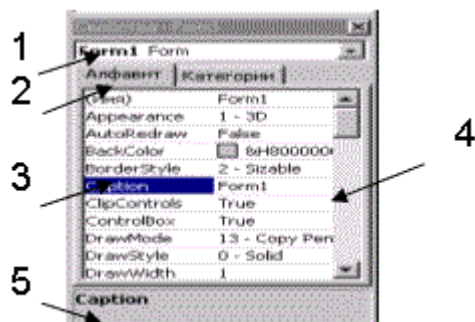 1
Form1 Form
2
Алфавит Категории
(Имя) Form1
Appearance 1 - 3D
AutoRedraw False
BackColor &H8000000
BorderStyle 2 - Sizable
3
Caption Form1
4
ClipControls True
ControlBox True
DrawMode 13 - Copy Pen
DrawStyle 0 - Solid
DrawWidth 1
5
Caption